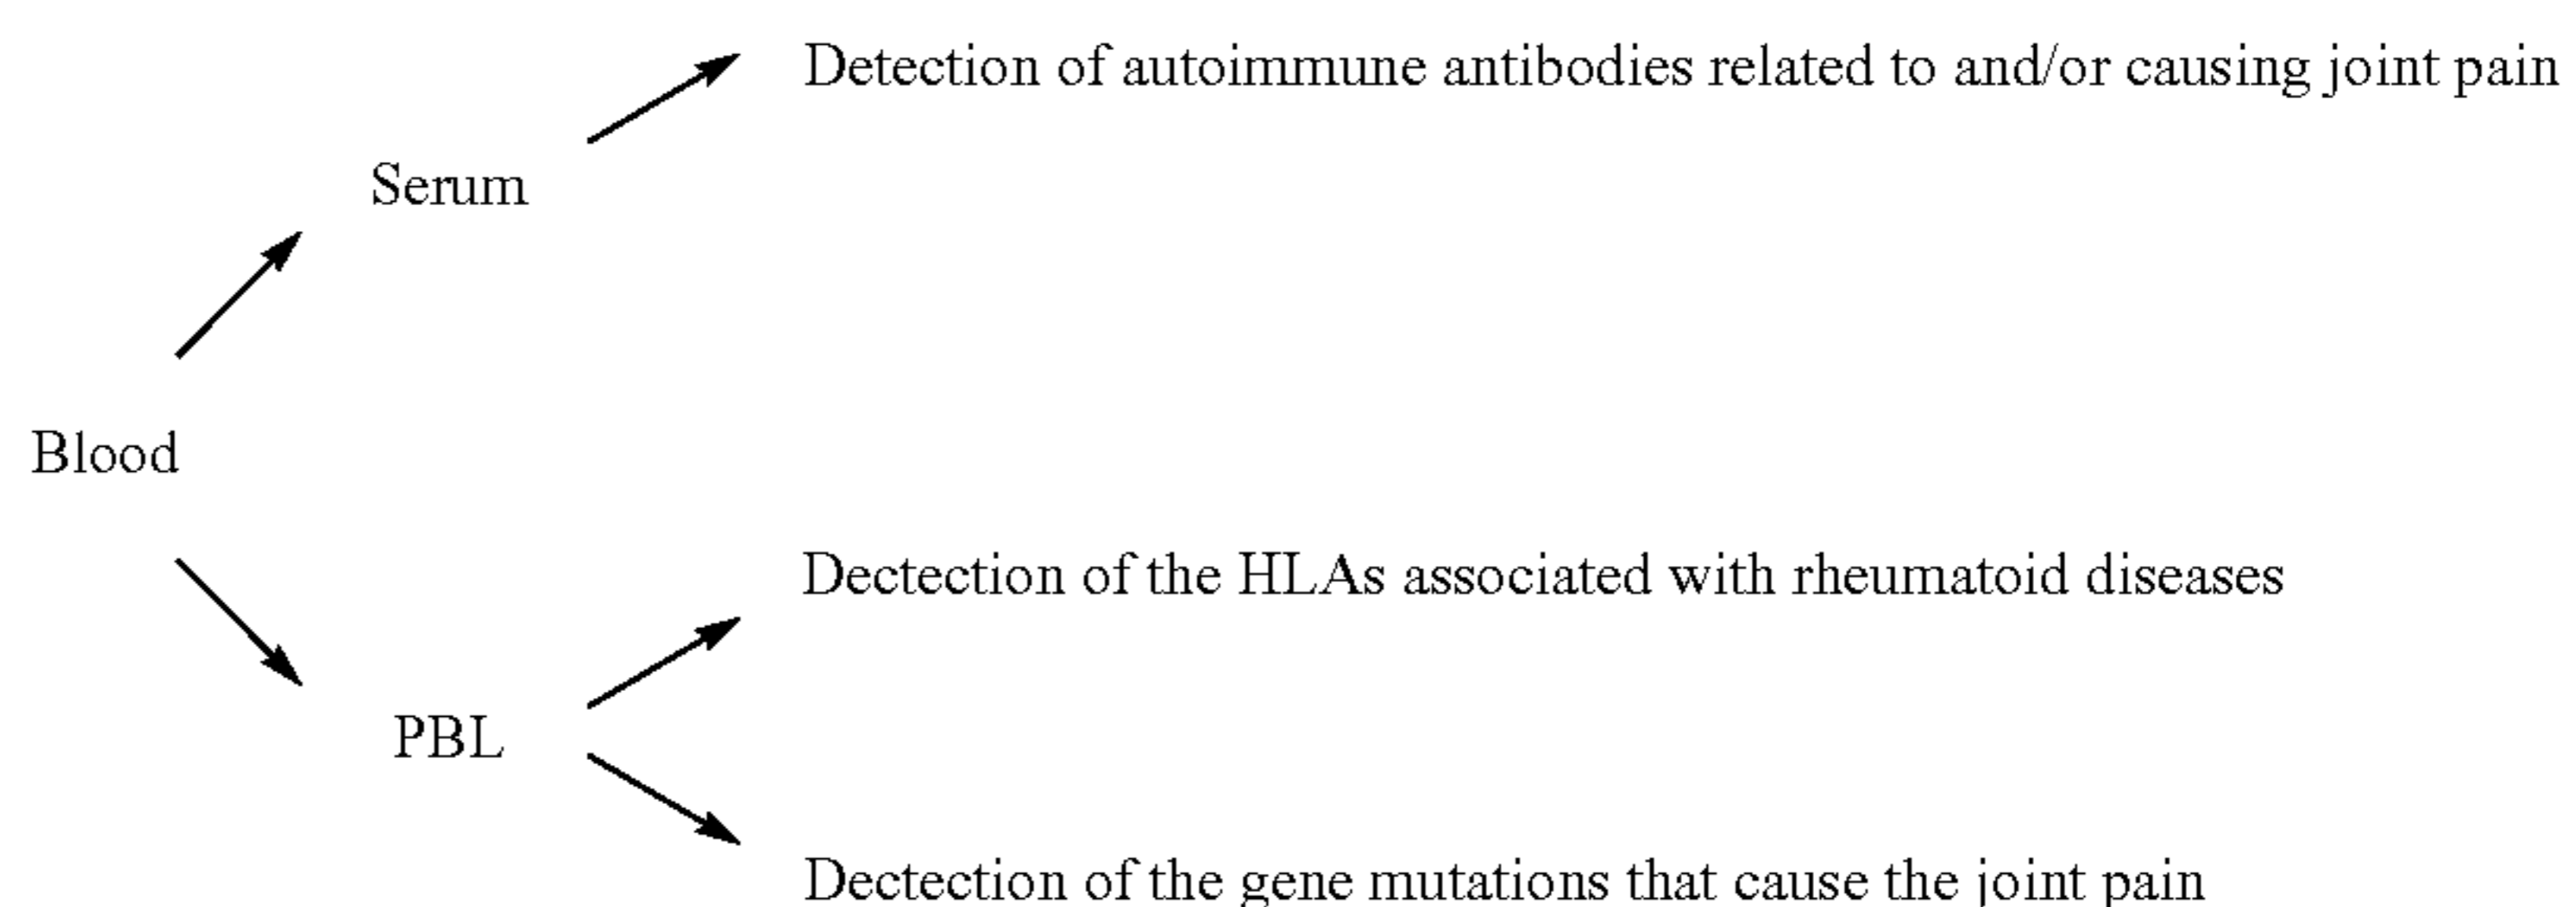 Detection of autoimmune antibodies related to and/or causing joint pain
Serum
Blood
Dectection of the HLAs associated with rheumatoid diseases
PBL
Dectection of the gene mutations that cause the joint pain